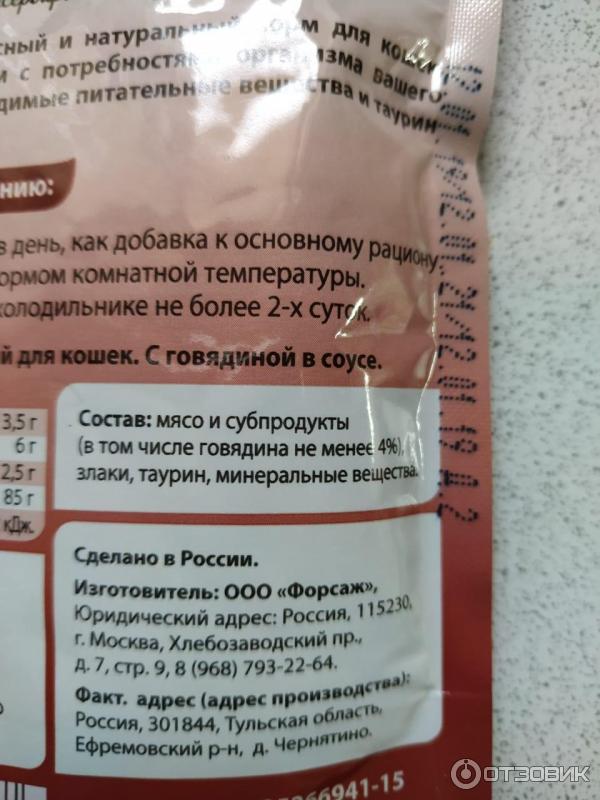 и натуральный корм для кошек
с потребностями организма вашего
питательные вещества и таурин
нию:
в день, как добавка к основному рациону
комнатной температуры.
холодильнике не более 2-х суток.
для кошек. С говядиной в соусе.
3,5 г
6 г
2,5 г
85 г
кДж.
Состав: мясо и субпродукты
(в том числе говядина не менее 4%),
злаки, таурин, минеральные вещества.
Сделано в России.
Изготовитель: ООО «Форсаж»,
Юридический адрес: Россия, 115230,
г. Москва, Хлебозаводский пр.,
д. 7, стр. 9, 8 (968) 793-22-64.
Факт. адрес (адрес производства):
Россия, 301844, Тульская область,
Ефремовский р-н, д. Чернятино.
66941-15
ОТЗОВИК